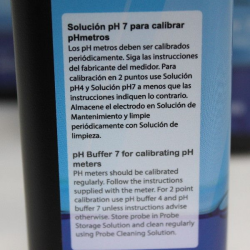 Solución pH 7 para calibrar
pHmetros
Los pH metros deben ser calibrados
periódicamente. Siga las instrucciones
del fabricante del medidor. Para
calibración en 2 puntos use Solución
pH4 y Solución pH7 a menos que las
instrucciones indiquen lo contrario.
Almacene el electrodo en Solución de
Mantenimiento y limpie
periódicamente con Solución de
limpieza.
pH Buffer 7 for calibrating pH
meters
PH meters should be calibrated
regularly. Follow the instructions
supplied with the meter. For 2 point
calibration use pH buffer 4 and pH
buffer 7 unless instructions advise
otherwise. Store probe in Probe
Storage Solution and clean regularly
using Probe Cleaning Solution.